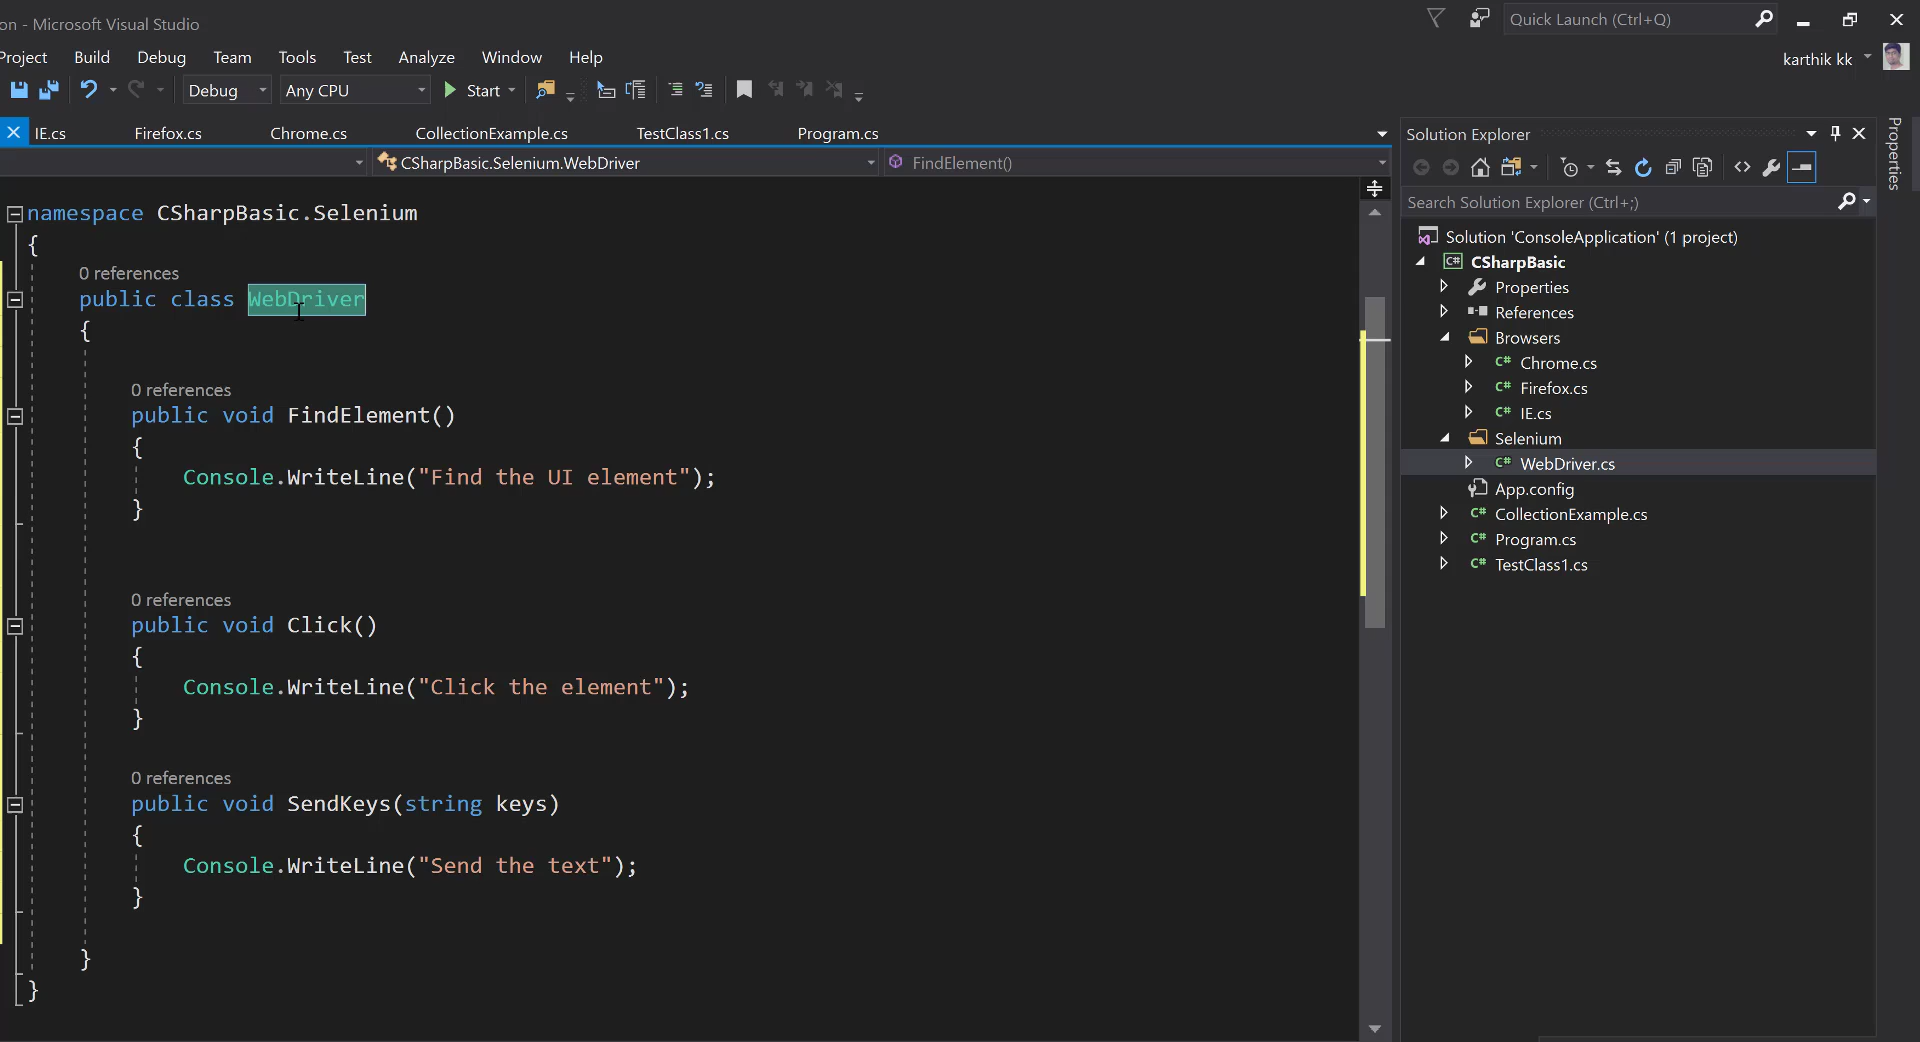 on - Microsoft Visual Studio
Quick Launch (Ctrl+Q)
Project Build Debug Team Tools Test Analyze Window Help
karthik kk
Debug Any CPU Start
IE.cs Firefox.cs Chrome.cs CollectionExample.cs TestClass1.cs Program.cs
CSharpBasic.Selenium.WebDriver FindElement()
namespace CSharpBasic.Selenium
{
0 references
public class WebDriver
{
0 references
public void FindElement()
{
Console.WriteLine("Find the UI element");
}
0 references
public void Click()
{
Console.WriteLine("Click the element");
}
0 references
public void SendKeys(string keys)
{
Console.WriteLine("Send the text");
}
}
}
Solution Explorer
Search Solution Explorer (Ctrl+;)
Solution 'ConsoleApplication' (1 project)
C# CSharpBasic
Properties
References
Browsers
C# Chrome.cs
C# Firefox.cs
C# IE.cs
Selenium
C# WebDriver.cs
App.config
C# CollectionExample.cs
C# Program.cs
C# TestClass1.cs
Properties